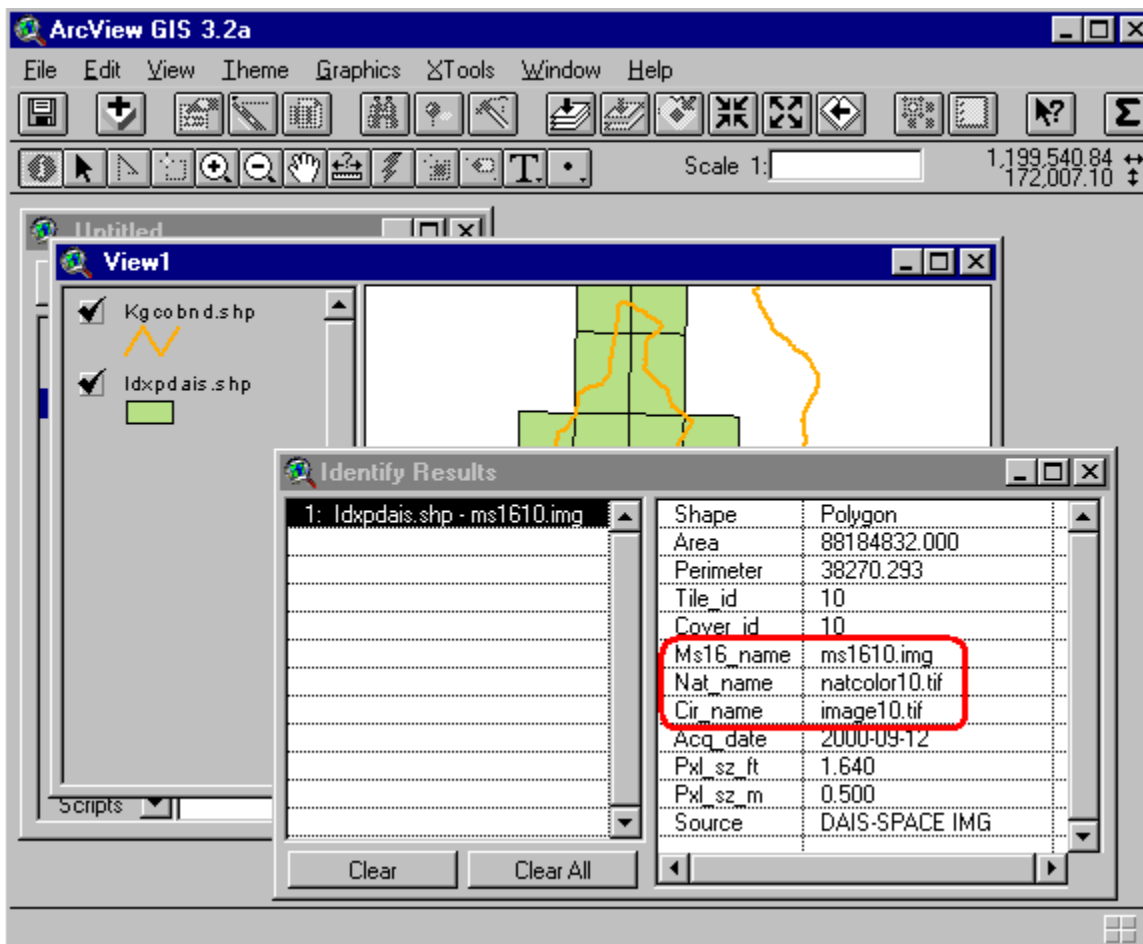 ArcView GIS 3.2a
File Edit View Theme Graphics XTools Window Help
Scale 1:
1,199,540.84
172,007.10
Untitled
View1
Kgcobnd.shp
Idxpdais.shp
Identify Results
1: Idxpdais.shp - ms1610.img
Shape Polygon
Area 88184832.000
Perimeter 38270.293
Tile_id 10
Cover_id 10
Ms16_name ms1610.img
Nat_name natcolor10.tif
Cir_name image10.tif
Acq_date 2000-09-12
Pxl_sz_ft 1.640
Pxl_sz_m 0.500
Source DAIS-SPACE IMG
Scripts
Clear Clear All